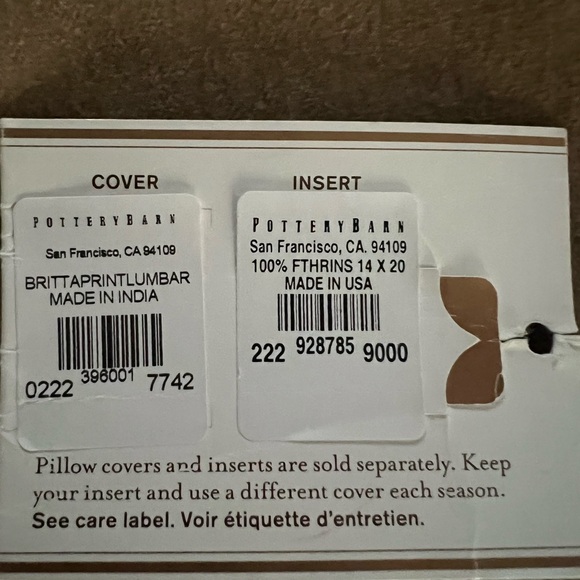 COVER
POTTERYBARN
San Francisco, CA 94109
BRITTAPRINTLUMBAR
MADE IN INDIA
0222 396001 7742
INSERT
POTTERYBARN
San Francisco, CA. 94109
100% FTHRINS 14 X 20
MADE IN USA
222 928785 9000
Pillow covers and inserts are sold separately. Keep
your insert and use a different cover each season.
See care label. Voir étiquette d'entretien.